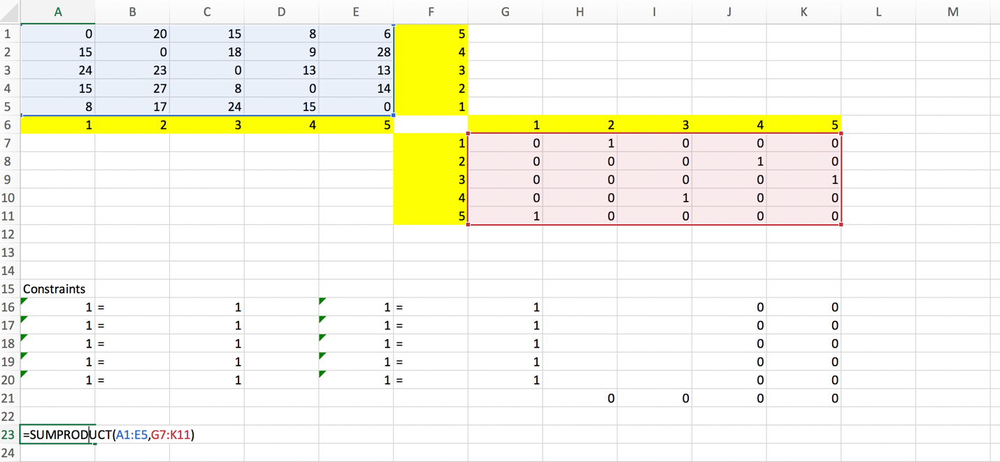 A B C D E F G H I J K L M
1 0 20 15 8 6 5
2 15 0 18 9 28 4
3 24 23 0 13 13 3
4 15 27 8 0 14 2
5 8 17 24 15 0 1
6 1 2 3 4 5 1 2 3 4 5
7 1 0 1 0 0 0
8 2 0 0 0 1 0
9 3 0 0 0 0 1
10 4 0 0 1 0 0
11 5 1 0 0 0 0
12
13
14
15 Constraints
16 1 = 1 1 = 1 0 0
17 1 = 1 1 = 1 0 0
18 1 = 1 1 = 1 0 0
19 1 = 1 1 = 1 0 0
20 1 = 1 1 = 1 0 0
21 0 0 0 0
22
23 =SUMPRODUCT(A1:E5,G7:K11)
24